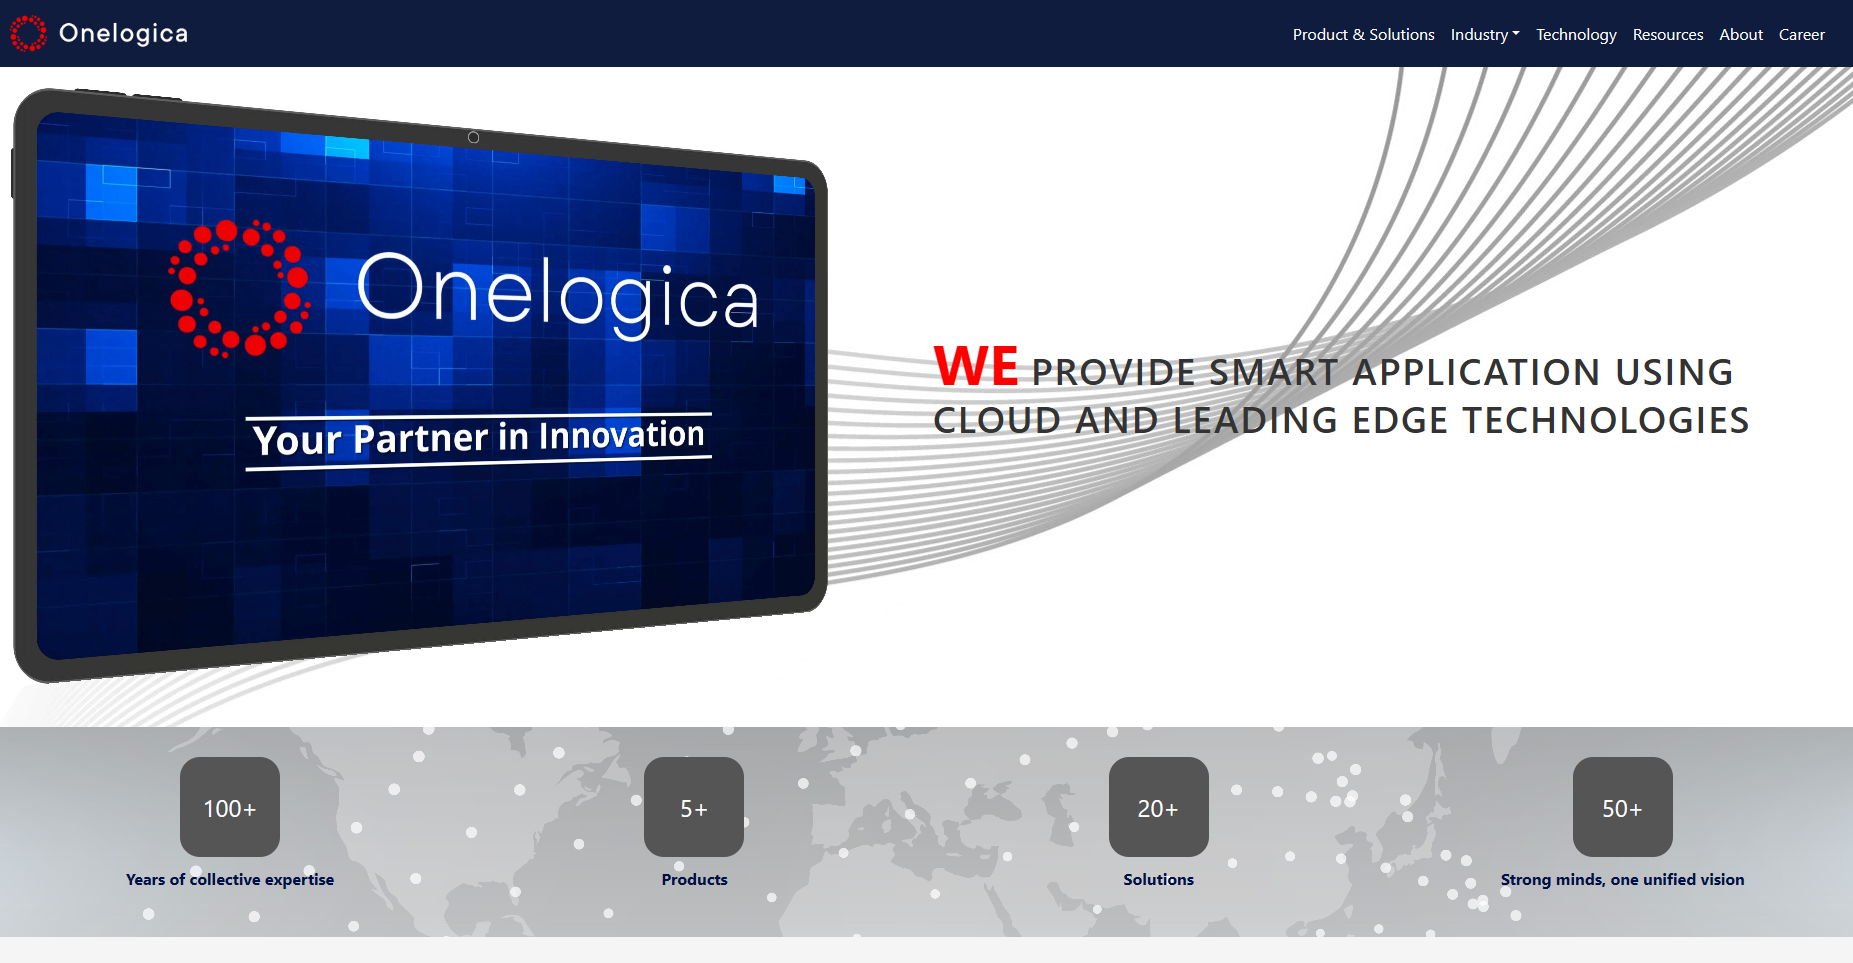 Onelogica
Product & Solutions Industry Technology Resources About Career
Onelogica
Your Partner in Innovation
WE PROVIDE SMART APPLICATION USING
CLOUD AND LEADING EDGE TECHNOLOGIES
100+
Years of collective expertise
5+
Products
20+
Solutions
50+
Strong minds, one unified vision